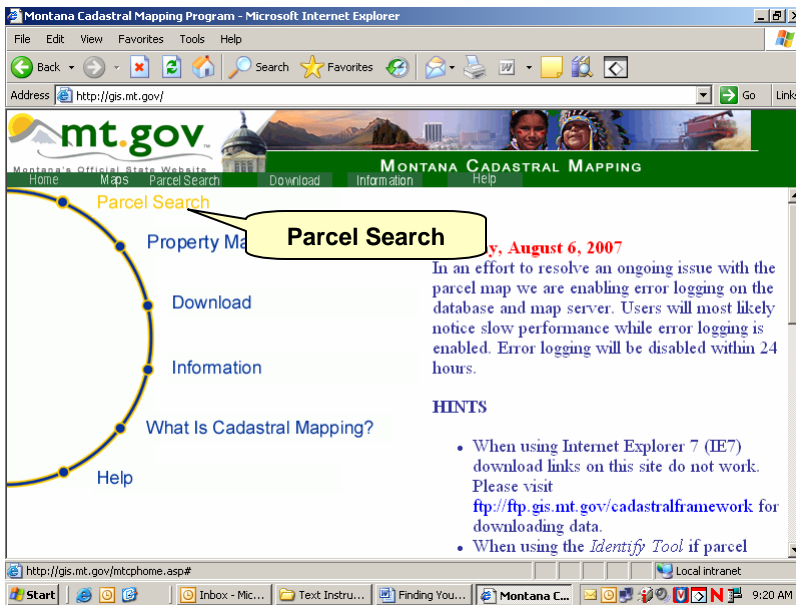 Montana Cadastral Mapping Program - Microsoft Internet Explorer
File Edit View Favorites Tools Help
Back Search Favorites
Address http://gis.mt.gov/ Go Links
mt.gov
Montana's Official State Website
MONTANA CADASTRAL MAPPING
Home Maps Parcel Search Download Information Help
Parcel Search
Parcel Search
Property Ma
Download
Information
What Is Cadastral Mapping?
Help
y, August 6, 2007
In an effort to resolve an ongoing issue with the
parcel map we are enabling error logging on the
database and map server. Users will most likely
notice slow performance while error logging is
enabled. Error logging will be disabled within 24
hours.
HINTS
• When using Internet Explorer 7 (IE7)
download links on this site do not work.
Please visit
ftp://ftp.gis.mt.gov/cadastralframework for
downloading data.
• When using the Identify Tool if parcel
http://gis.mt.gov/mtcphome.asp# Local intranet
Start Inbox - Mic... Text Instru... Finding You... Montana C... 9:20 AM